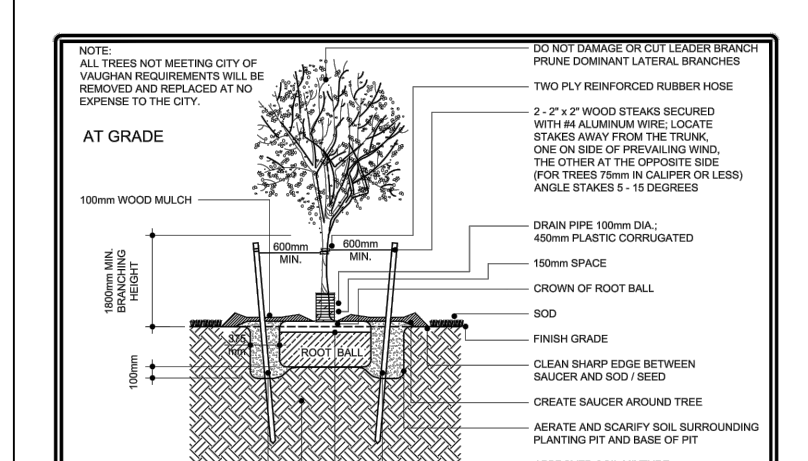 NOTE:
ALL TREES NOT MEETING CITY OF
VAUGHAN REQUIREMENTS WILL BE
REMOVED AND REPLACED AT NO
EXPENSE TO THE CITY.
AT GRADE
100mm WOOD MULCH
1800mm MIN.
BRANCHING
HEIGHT
600mm
MIN.
600mm
MIN.
375
mm
100mm
ROOT BALL
DO NOT DAMAGE OR CUT LEADER BRANCH
PRUNE DOMINANT LATERAL BRANCHES
TWO PLY REINFORCED RUBBER HOSE
2 - 2" x 2" WOOD STEAKS SECURED
WITH #4 ALUMINUM WIRE; LOCATE
STAKES AWAY FROM THE TRUNK,
ONE ON SIDE OF PREVAILING WIND,
THE OTHER AT THE OPPOSITE SIDE
(FOR TREES 75mm IN CALIPER OR LESS)
ANGLE STAKES 5 - 15 DEGREES
DRAIN PIPE 100mm DIA.;
450mm PLASTIC CORRUGATED
150mm SPACE
CROWN OF ROOT BALL
SOD
FINISH GRADE
CLEAN SHARP EDGE BETWEEN
SAUCER AND SOD / SEED
CREATE SAUCER AROUND TREE
AERATE AND SCARIFY SOIL SURROUNDING
PLANTING PIT AND BASE OF PIT